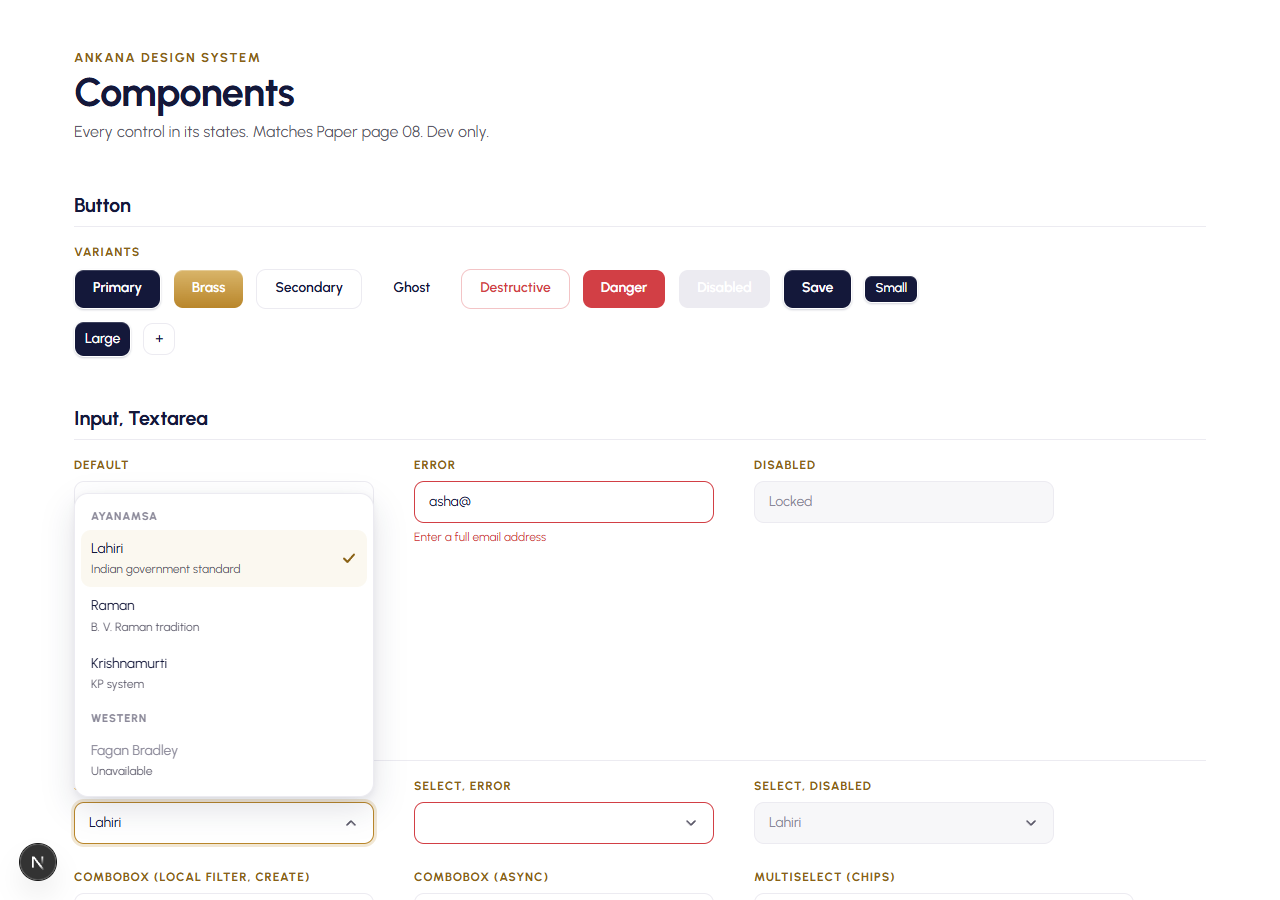 ANKANA DESIGN SYSTEM
Components
Every control in its states. Matches Paper page 08. Dev only.
Button
VARIANTS
Primary Brass Secondary Ghost Destructive Danger Disabled Save Small
Large +
Input, Textarea
DEFAULT ERROR DISABLED
asha@ Locked
Enter a full email address
AYANAMSA
Lahiri
Indian government standard
Raman
B. V. Raman tradition
Krishnamurti
KP system
WESTERN
Fagan Bradley
Unavailable
SELECT, ERROR SELECT, DISABLED
Lahiri Lahiri
N
COMBOBOX (LOCAL FILTER, CREATE) COMBOBOX (ASYNC) MULTISELECT (CHIPS)